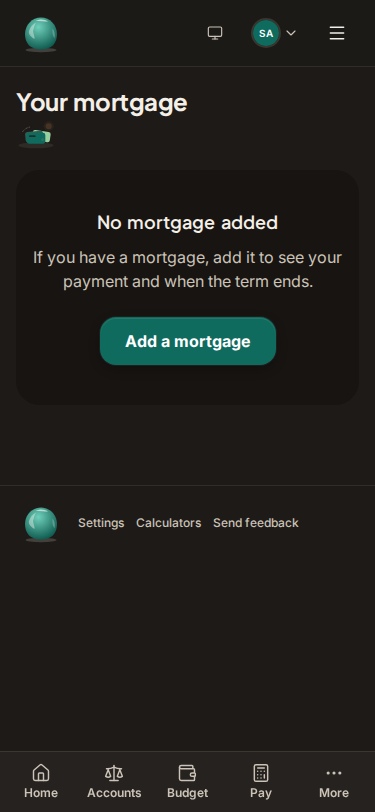 SA
Your mortgage
No mortgage added
If you have a mortgage, add it to see your
payment and when the term ends.
Add a mortgage
Settings Calculators Send feedback
Home Accounts Budget Pay More